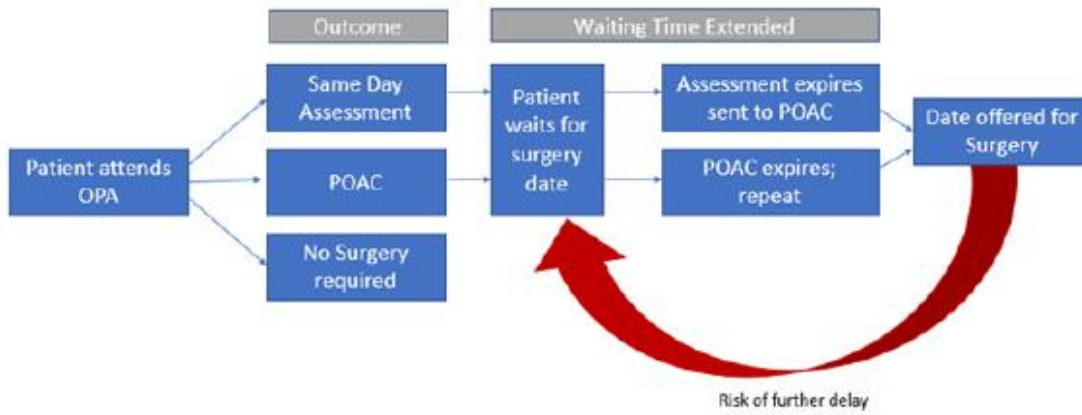 Outcome
Waiting Time Extended
Same Day
Assessment
Patient
waits for
surgery
date
Assessment expires
sent to POAC
Date offered for
Surgery
Patient attends
OPA
POAC
POAC expires;
repeat
No Surgery
required
Risk of further delay